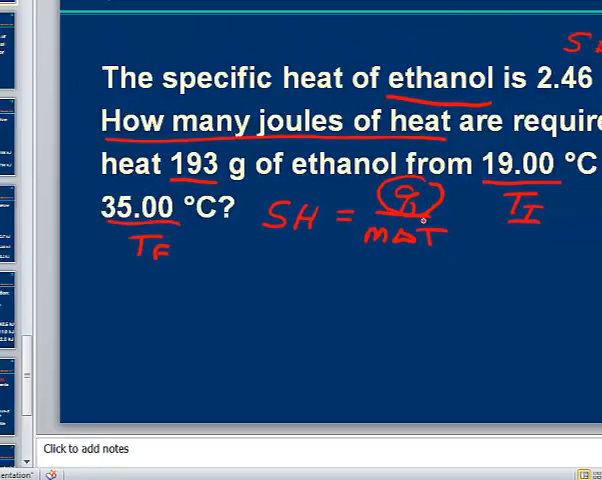 S
The specific heat of ethanol is 2.46
How many joules of heat are require
heat 193 g of ethanol from 19.00 °C
35.00 °C?
SH = q
m∆T
TI
TF
Click to add notes
entation"